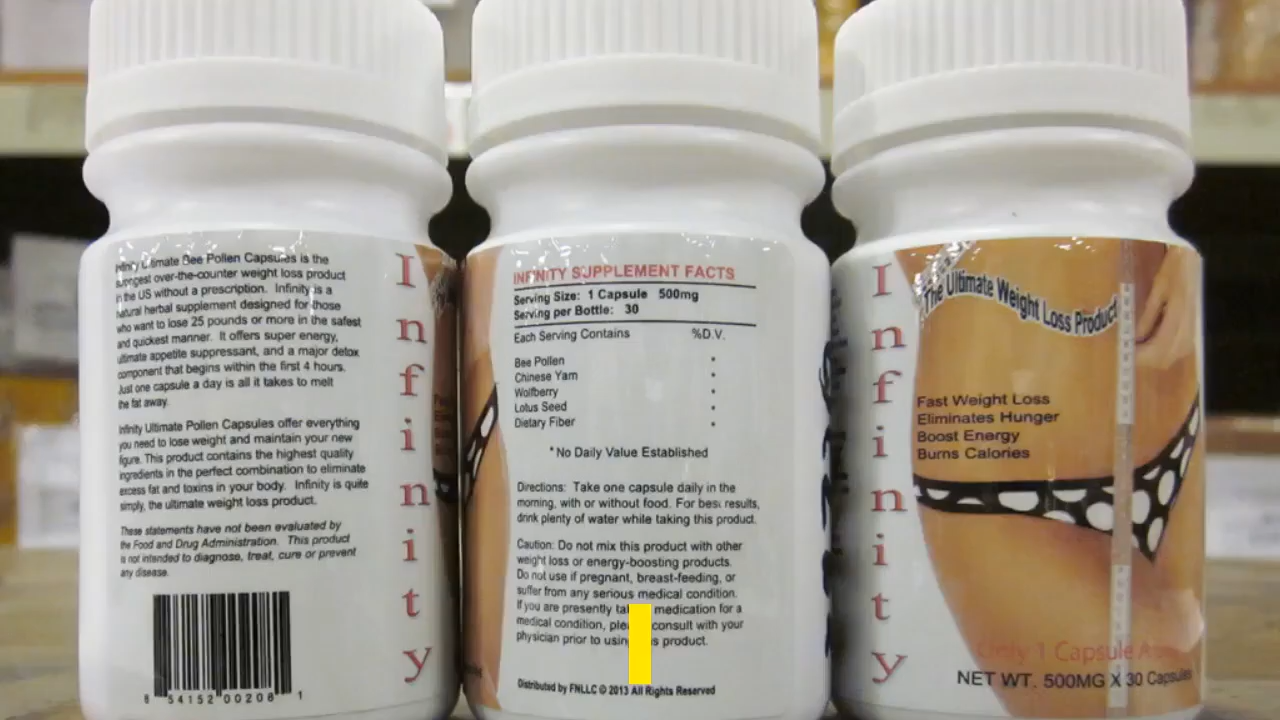 Infinity Ultimate Bee Pollen Capsules is the
strongest over-the-counter weight loss product
in the US without a prescription. Infinity is a
natural herbal supplement designed for those
who want to lose 25 pounds or more in the safest
and quickest manner. It offers super energy,
ultimate appetite suppressant, and a major detox
component that begins within the first 4 hours.
Just one capsule a day is all it takes to melt
the fat away.
Infinity Ultimate Pollen Capsules offer everything
you need to lose weight and maintain your new
figure. This product contains the highest quality
ingredients in the perfect combination to eliminate
excess fat and toxins in your body. Infinity is quite
simply, the ultimate weight loss product.
These statements have not been evaluated by
the Food and Drug Administration. This product
is not intended to diagnose, treat, cure or prevent
any disease.
8 54152 00208 1
Infinity
INFINITY SUPPLEMENT FACTS
Serving Size: 1 Capsule 500mg
Serving per Bottle: 30
Each Serving Contains %D.V.
Bee Pollen *
Chinese Yam *
Wolfberry *
Lotus Seed *
Dietary Fiber *
*No Daily Value Established
Directions: Take one capsule daily in the
morning, with or without food. For best results,
drink plenty of water while taking this product.
Caution: Do not mix this product with other
weight loss or energy-boosting products.
Do not use if pregnant, breast-feeding, or
suffer from any serious medical condition.
If you are presently medication for a
medical condition, consult with your
physician prior to product.
Distributed by FNLLC © 2013 All Rights Reserved
Infinity
The Ultimate Weight Loss Product
Fast Weight Loss
Eliminates Hunger
Boost Energy
Burns Calories
Only 1 Capsule A
NET WT. 500MG X 30 Capsules